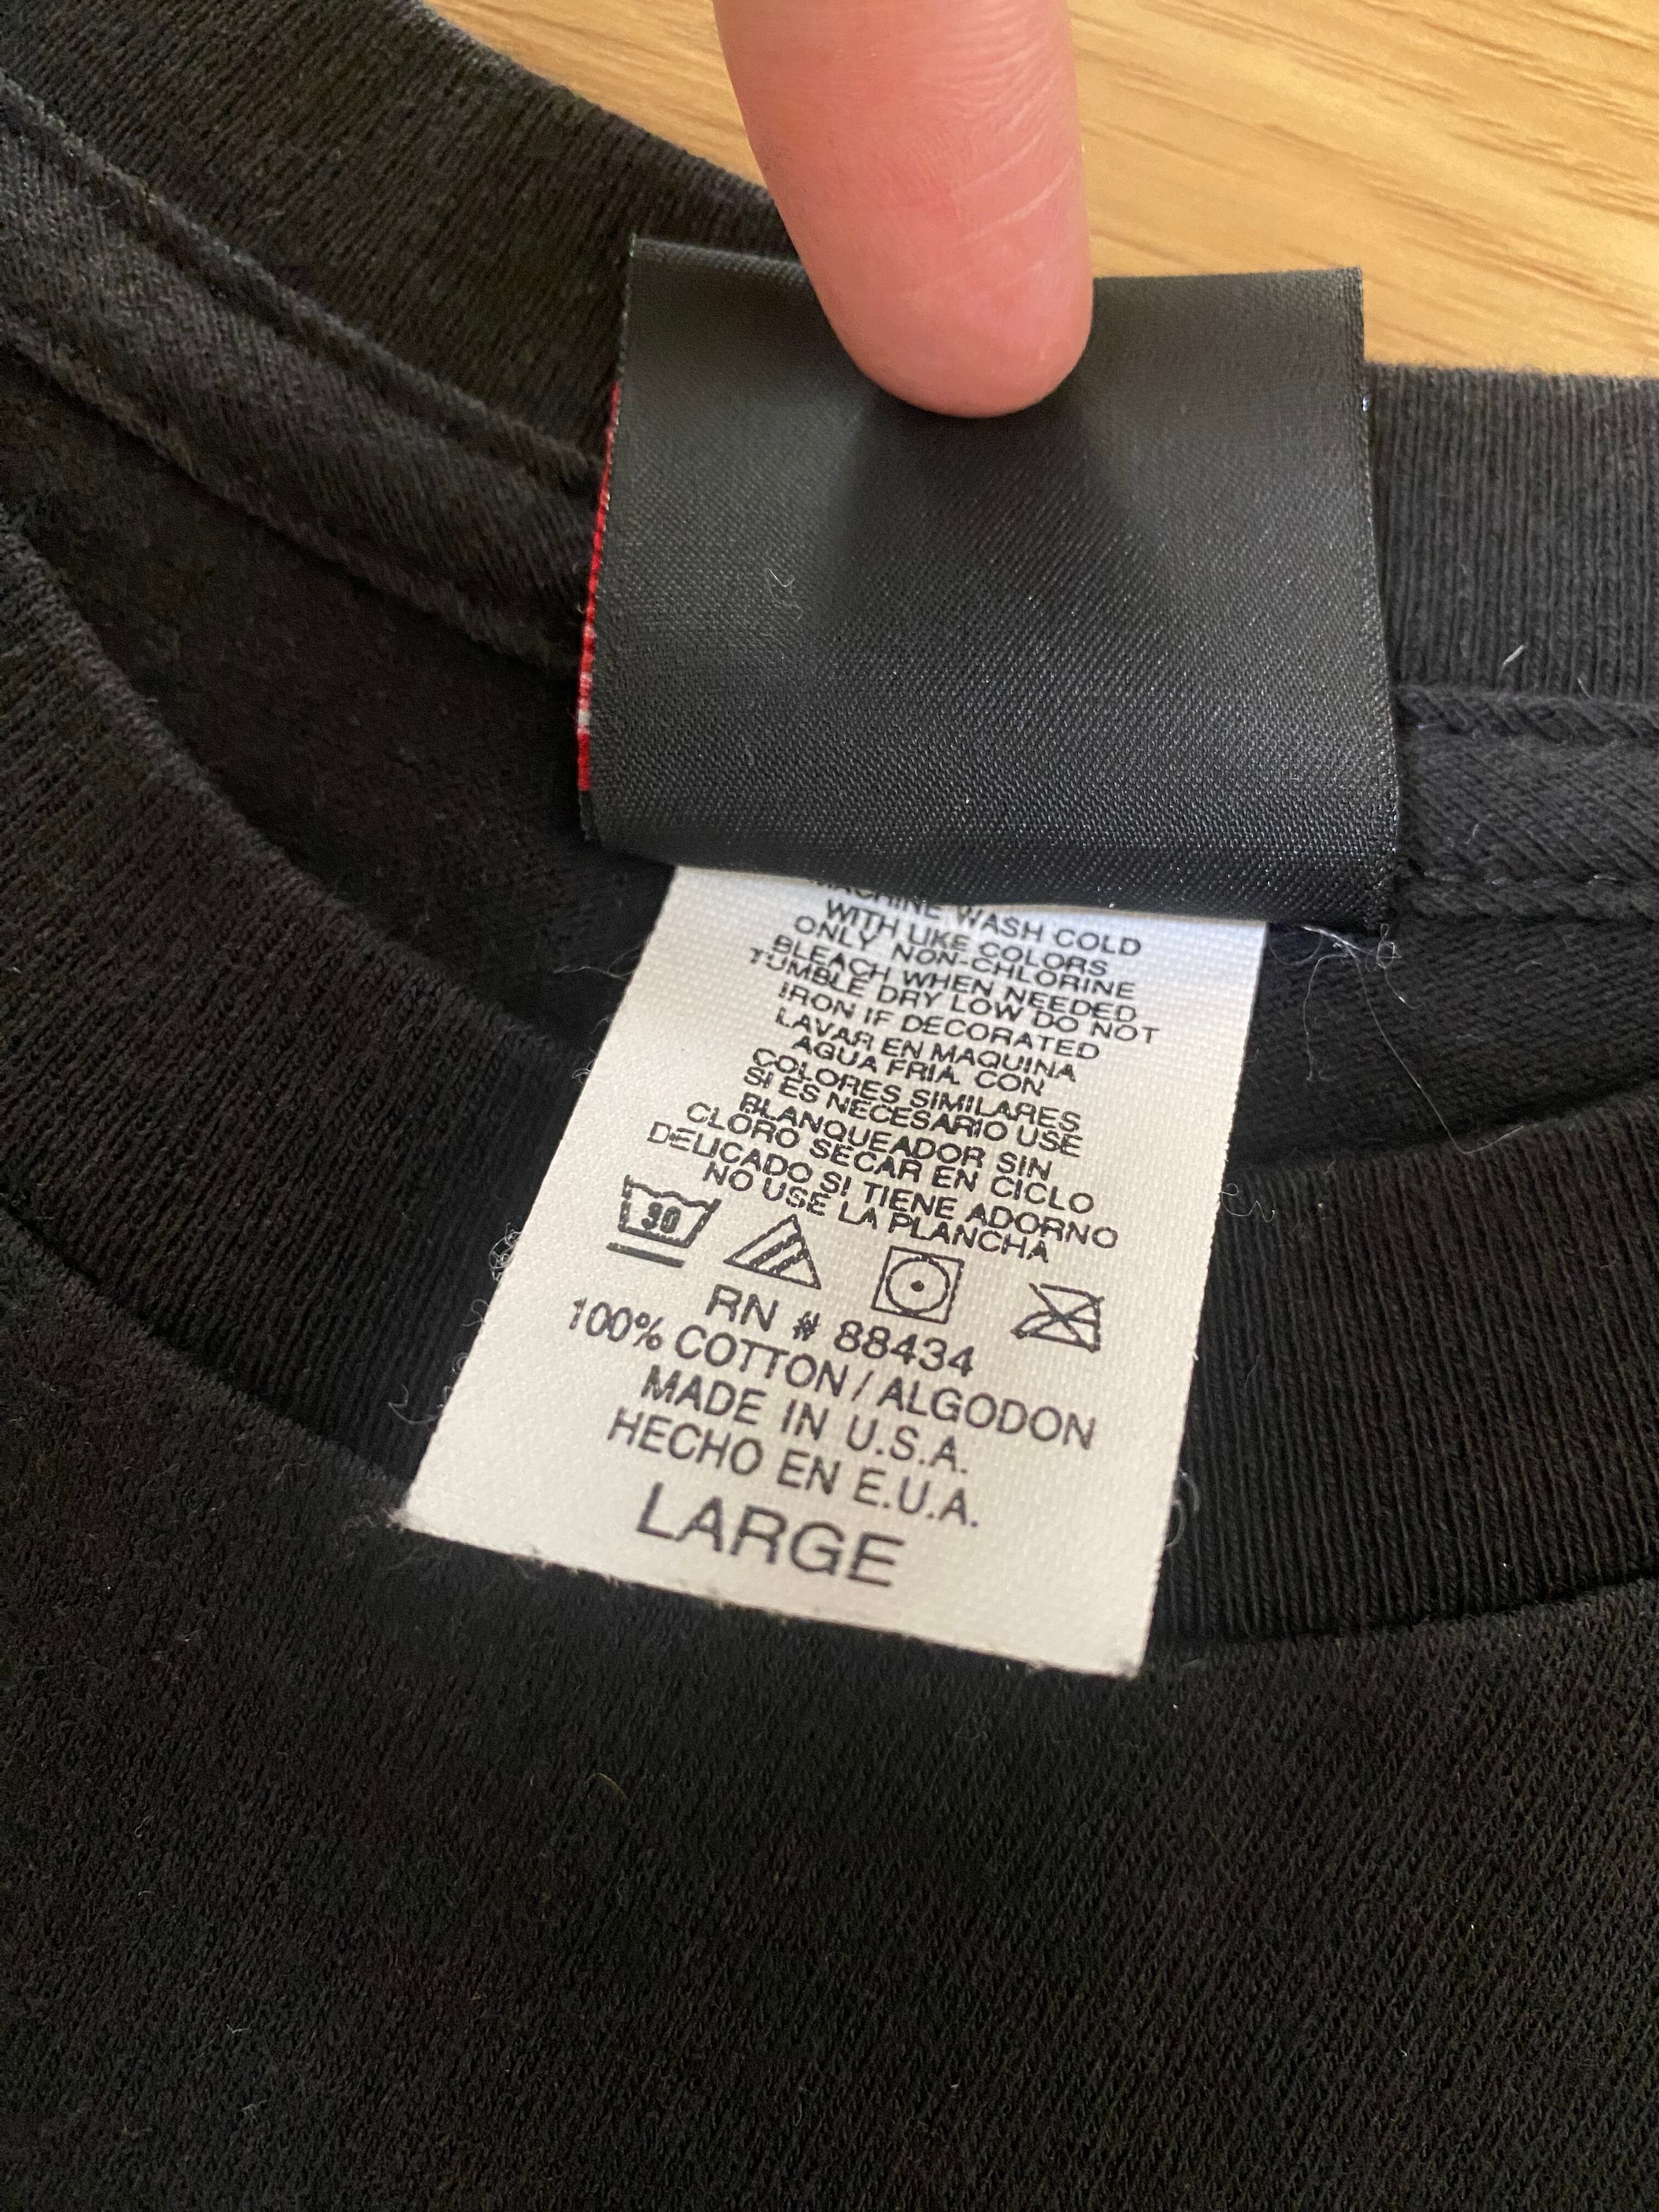 MACHINE WASH COLD
WITH LIKE COLORS
ONLY NON-CHLORINE
BLEACH WHEN NEEDED
TUMBLE DRY LOW DO NOT
IRON IF DECORATED
LAVAR EN MAQUINA
AGUA FRIA. CON
COLORES SIMILARES
SI ES NECESARIO USE
BLANQUEADOR SIN
CLORO SECAR EN CICLO
DELICADO SI TIENE ADORNO
NO USE LA PLANCHA
30
RN # 88434
100% COTTON / ALGODON
MADE IN U.S.A.
HECHO EN E.U.A.
LARGE